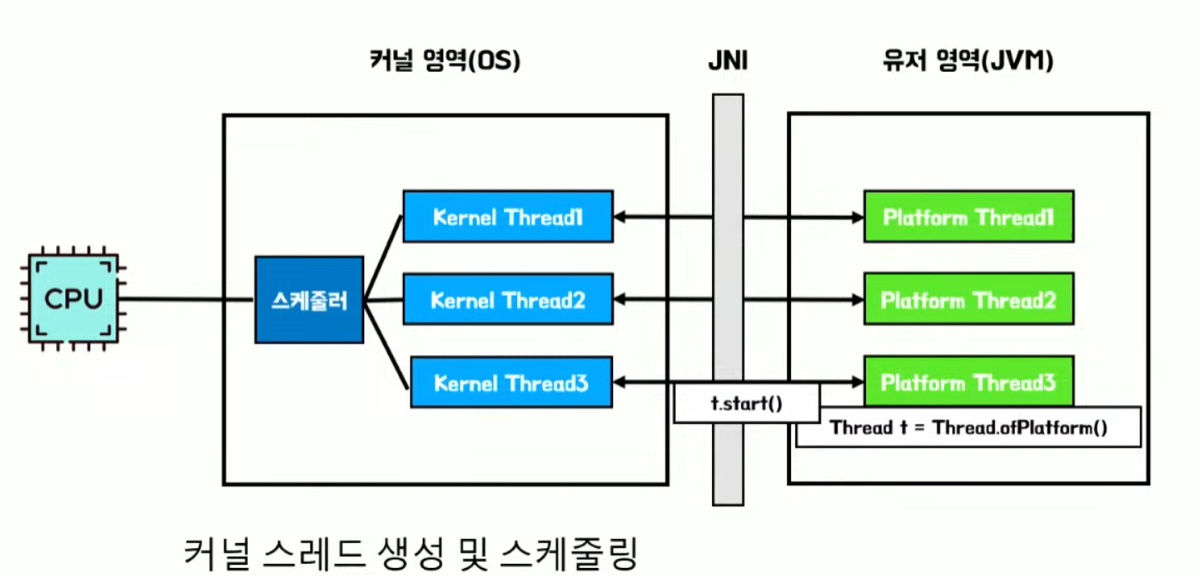 커널 영역(OS)
JNI
유저 영역(JVM)
CPU
스케줄러
Kernel Thread1
Platform Thread1
Kernel Thread2
Platform Thread2
Kernel Thread3
Platform Thread3
t.start()
Thread t = Thread.ofPlatform()
커널 스레드 생성 및 스케줄링